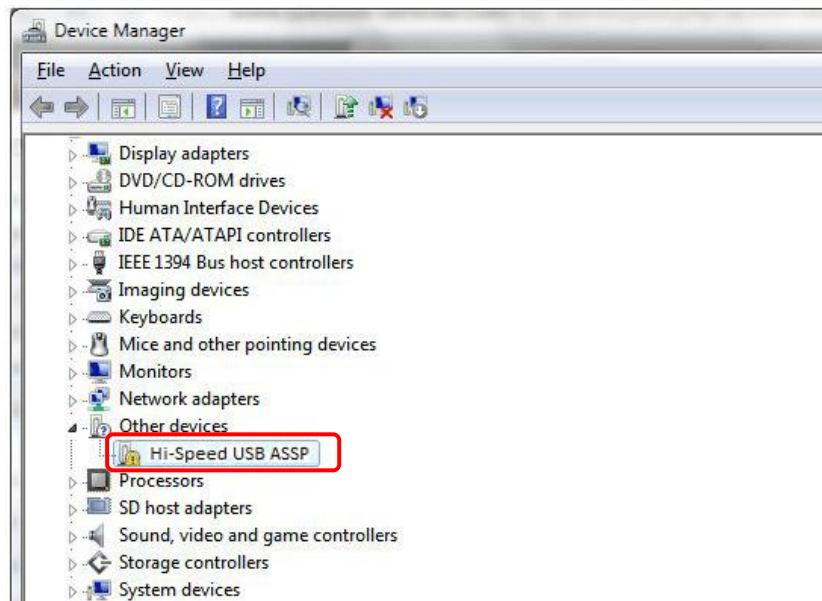 Device Manager
File Action View Help
Display adapters
DVD/CD-ROM drives
Human Interface Devices
IDE ATA/ATAPI controllers
IEEE 1394 Bus host controllers
Imaging devices
Keyboards
Mice and other pointing devices
Monitors
Network adapters
Other devices
Hi-Speed USB ASSP
Processors
SD host adapters
Sound, video and game controllers
Storage controllers
System devices